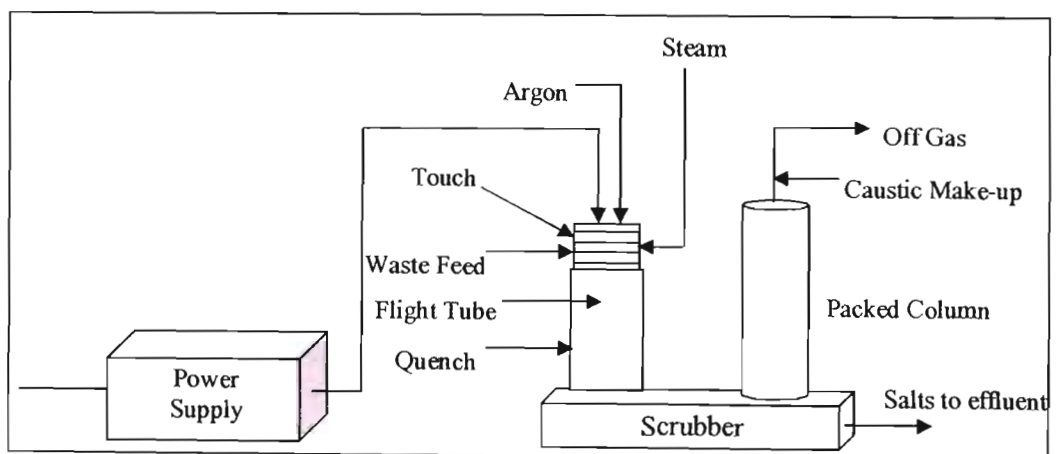 Steam
Argon
Off Gas
Touch
Caustic Make-up
Waste Feed
Flight Tube
Packed Column
Quench
Power
Supply
Salts to effluent
Scrubber